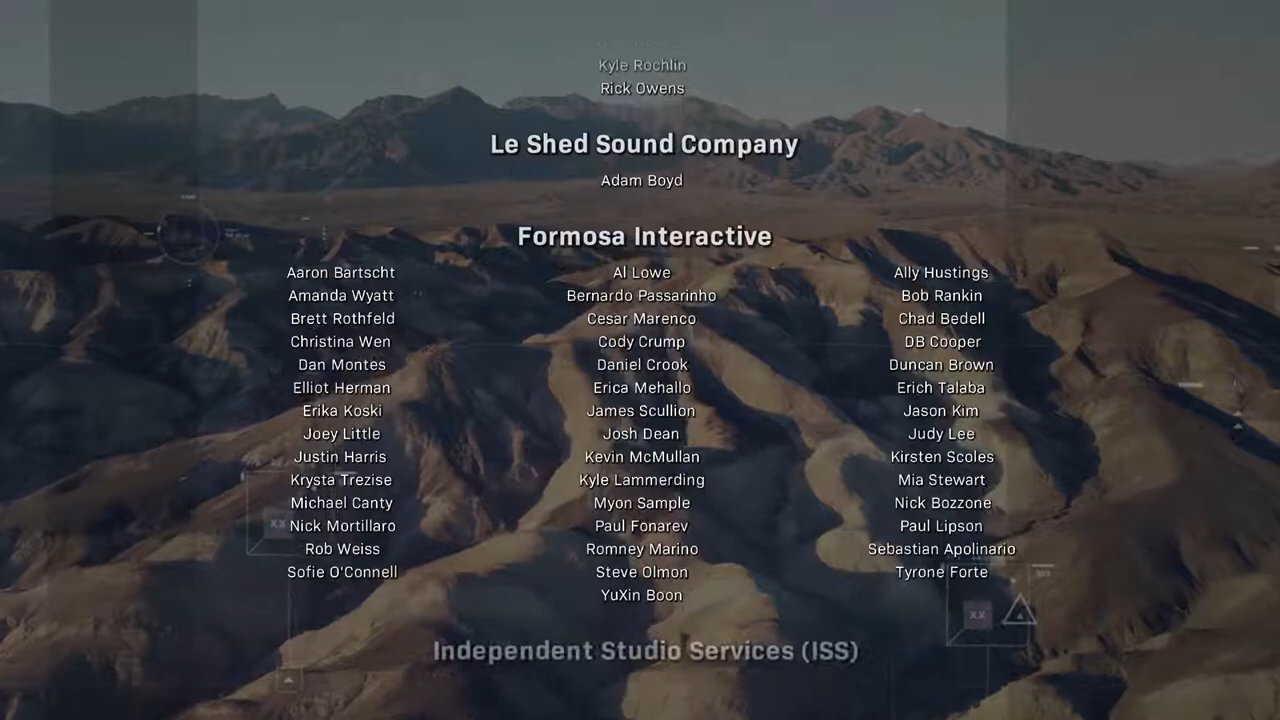 Kyle Rochlin
Rick Owens
Le Shed Sound Company
Adam Boyd
Formosa Interactive
Aaron Bartscht Al Lowe Ally Hustings
Amanda Wyatt Bernardo Passarinho Bob Rankin
Brett Rothfeld Cesar Marenco Chad Bedell
Christina Wen Cody Crump DB Cooper
Dan Montes Daniel Crook Duncan Brown
Elliot Herman Erica Mehallo Erich Talaba
Erika Koski James Scullion Jason Kim
Joey Little Josh Dean Judy Lee
Justin Harris Kevin McMullan Kirsten Scoles
Krysta Trezise Kyle Lammerding Mia Stewart
Michael Canty Myon Sample Nick Bozzone
XX Nick Mortillaro Paul Fonarev Paul Lipson
Rob Weiss Romney Marino Sebastian Apolinario
Sofie O'Connell Steve Olmon Tyrone Forte
YuXin Boon
XX
Independent Studio Services (ISS)